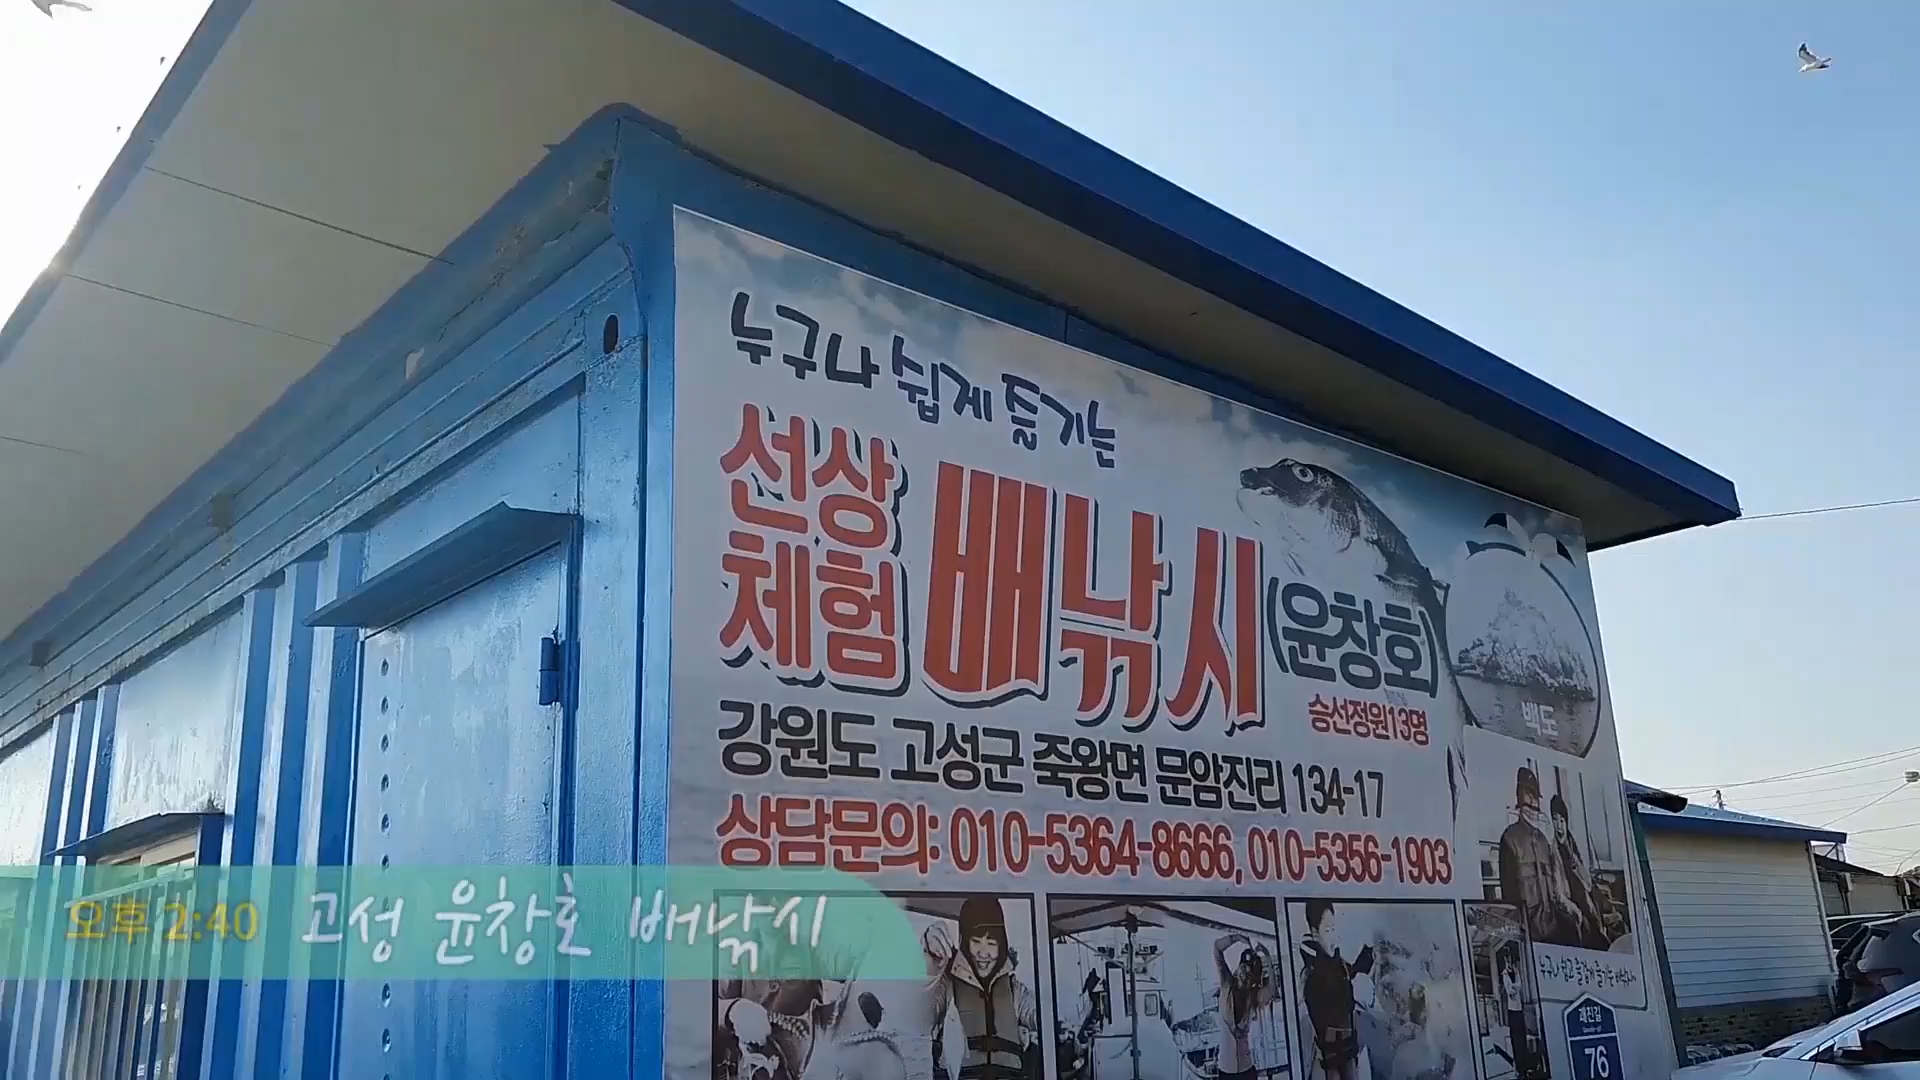 누구나 쉽게 즐기는
선상
체험
배낚시
(윤창호)
승선정원13명
백도
강원도 고성군 죽왕면 문암진리 134-17
상담문의: 010-5364-8666, 010-5356-1903
오후 2:40 고성 윤창호 배낚시
괘진길
76